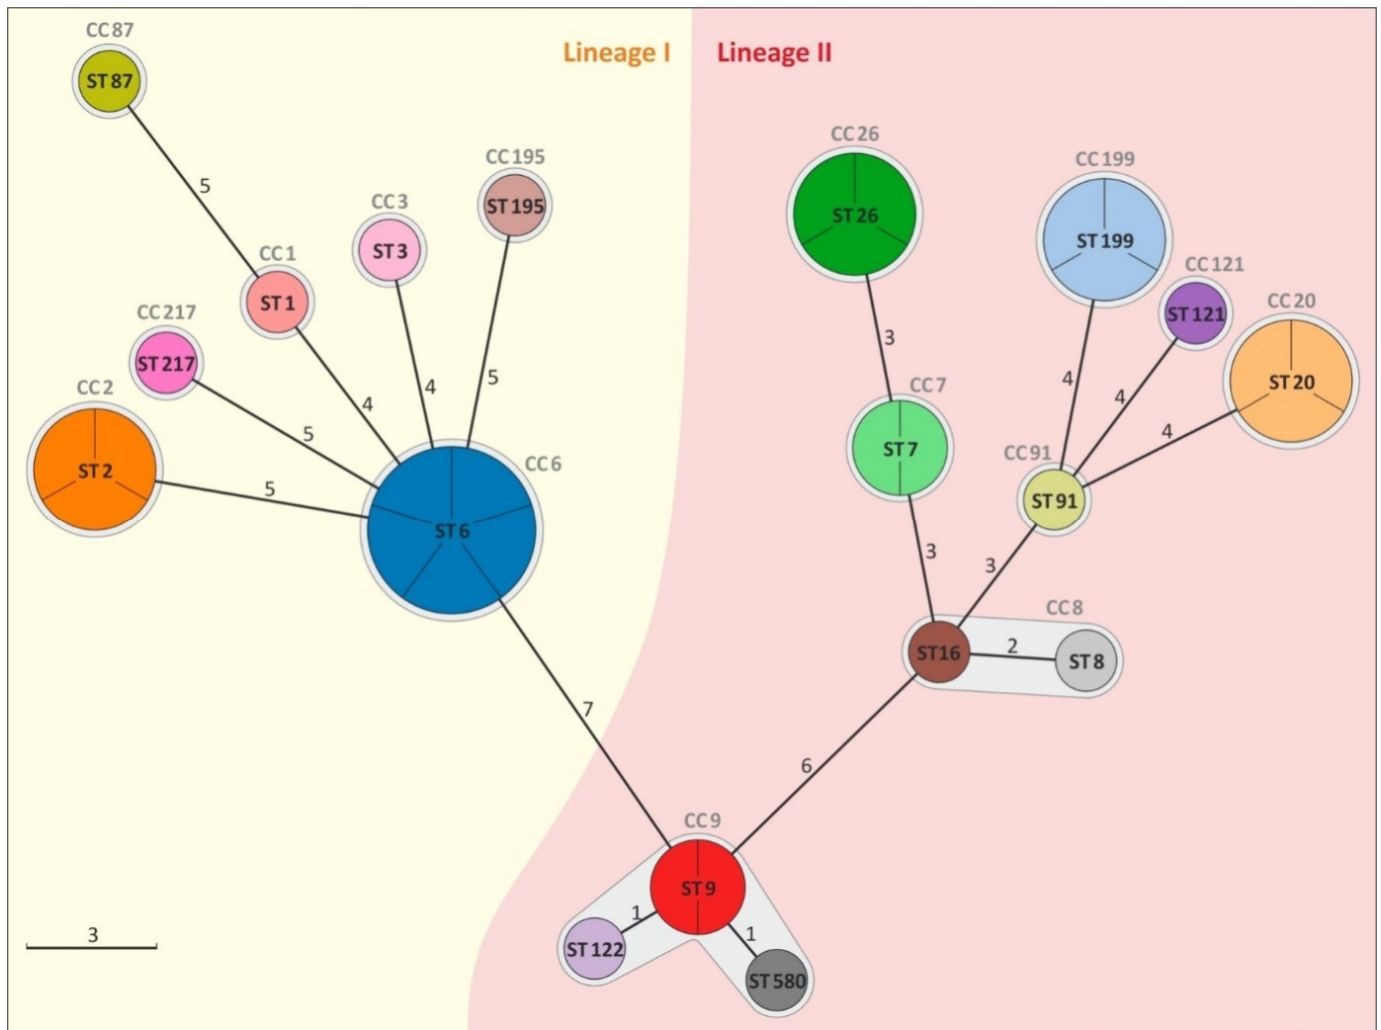 CC87
ST87
Lineage I
Lineage II
5
CC195
ST195
CC3
ST3
CC1
ST1
CC217
ST217
CC2
ST2
4
5
4
5
5
CC6
ST6
CC26
ST26
CC199
ST199
CC121
ST121
CC20
ST20
3
4
4
4
CC7
ST7
CC91
ST91
3
3
CC8
ST16
2
ST8
7
6
CC9
ST9
1
1
ST122
ST580
3